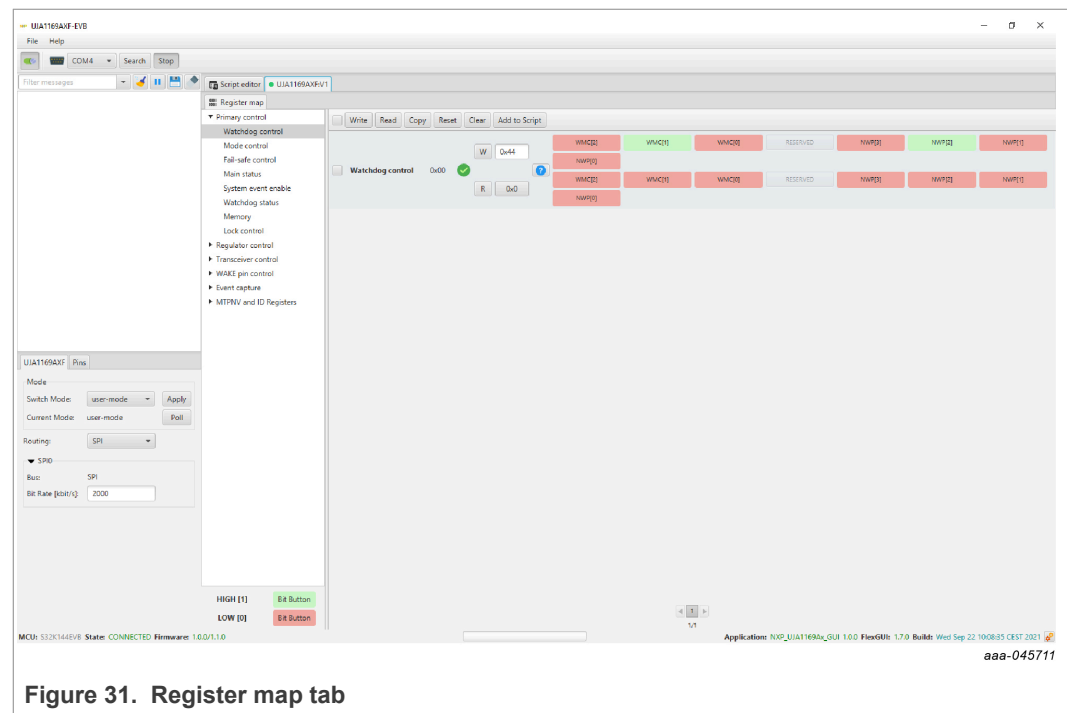 UJA1169AXF-EVB
File Help
COM4 Search Stop
Filter messages
Script editor UJA1169AXF:V1
Register map
Primary control
Watchdog control
Mode control
Fail-safe control
Main status
System event enable
Watchdog status
Memory
Lock control
Regulator control
Transceiver control
WAKE pin control
Event capture
MTPNV and ID Registers
Write Read Copy Reset Clear Add to Script
WMC[2] WMC[1] WMC[0] RESERVED NWP[3] NWP[2] NWP[1]
W 0x44
NWP[0]
Watchdog control 0x00 ?
WMC[2] WMC[1] WMC[0] RESERVED NWP[3] NWP[2] NWP[1]
R 0x0
NWP[0]
UJA1169AXF Pins
Mode
Switch Mode: user-mode Apply
Current Mode: user-mode Poll
Routing: SPI
SPI0
Bus: SPI
Bit Rate [kbit/s]: 2000
HIGH [1] Bit Button
LOW [0] Bit Button
1
1/1
MCU: S32K144EVB State: CONNECTED Firmware: 1.0.0/1.1.0 Application: NXP_UJA1169Ax_GUI 1.0.0 FlexGUI: 1.7.0 Build: Wed Sep 22 10:08:35 CEST 2021
aaa-045711
Figure 31. Register map tab